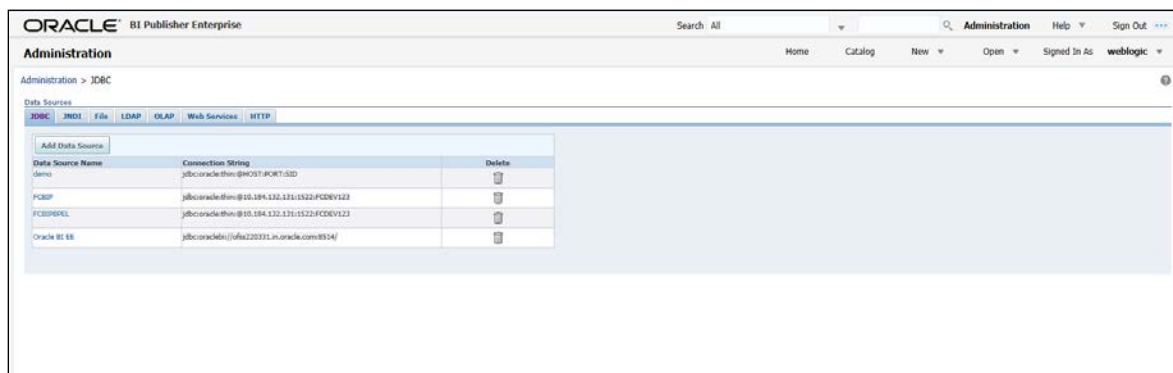 ORACLE BI Publisher Enterprise Search All Administration Help Sign Out
Administration Home Catalog New Open Signed In As weblogic
Administration > JDBC
Data Sources
JDBC JNDI File LDAP OLAP Web Services HTTP
Add Data Source
Data Source Name Connection String Delete
demo jdbc:oracle:thin:@HOST:PORT:SID
FCBIP jdbc:oracle:thin:@10.184.132.131:1522:FCDEV123
FCBIPBPEL jdbc:oracle:thin:@10.184.132.131:1522:FCDEV123
Oracle BI EE jdbc:oraclebi://ofss220331.in.oracle.com:9514/